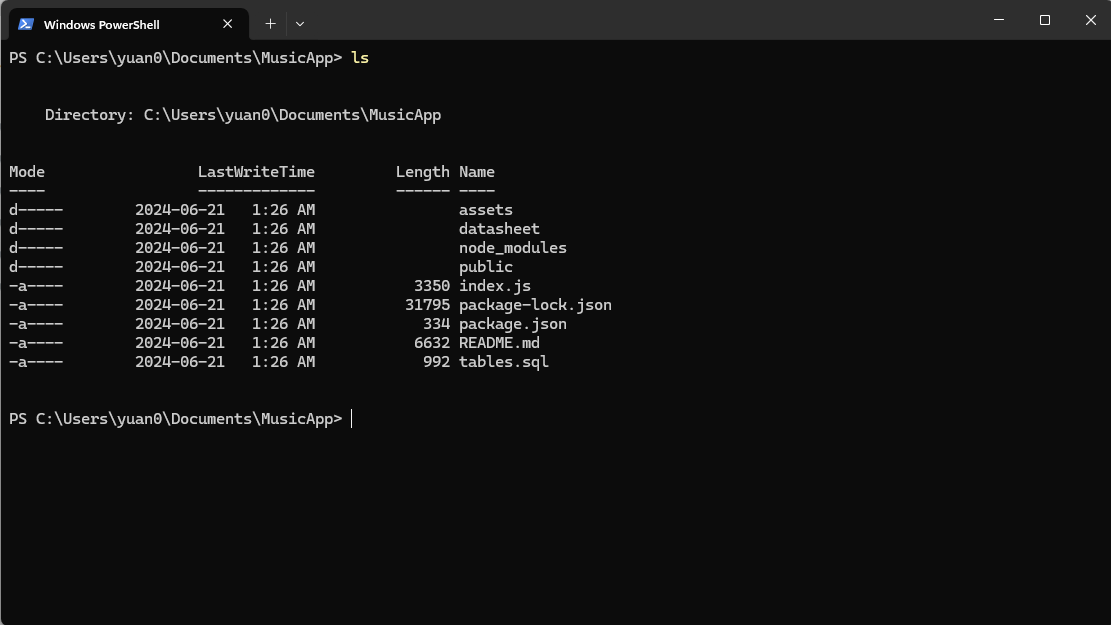 Windows PowerShell
PS C:\Users\yuan0\Documents\MusicApp> ls
Directory: C:\Users\yuan0\Documents\MusicApp
Mode                 LastWriteTime         Length Name
----                 -------------         ------ ----
d-----        2024-06-21   1:26 AM                assets
d-----        2024-06-21   1:26 AM                datasheet
d-----        2024-06-21   1:26 AM                node_modules
d-----        2024-06-21   1:26 AM                public
-a----        2024-06-21   1:26 AM           3350 index.js
-a----        2024-06-21   1:26 AM          31795 package-lock.json
-a----        2024-06-21   1:26 AM            334 package.json
-a----        2024-06-21   1:26 AM           6632 README.md
-a----        2024-06-21   1:26 AM            992 tables.sql
PS C:\Users\yuan0\Documents\MusicApp>